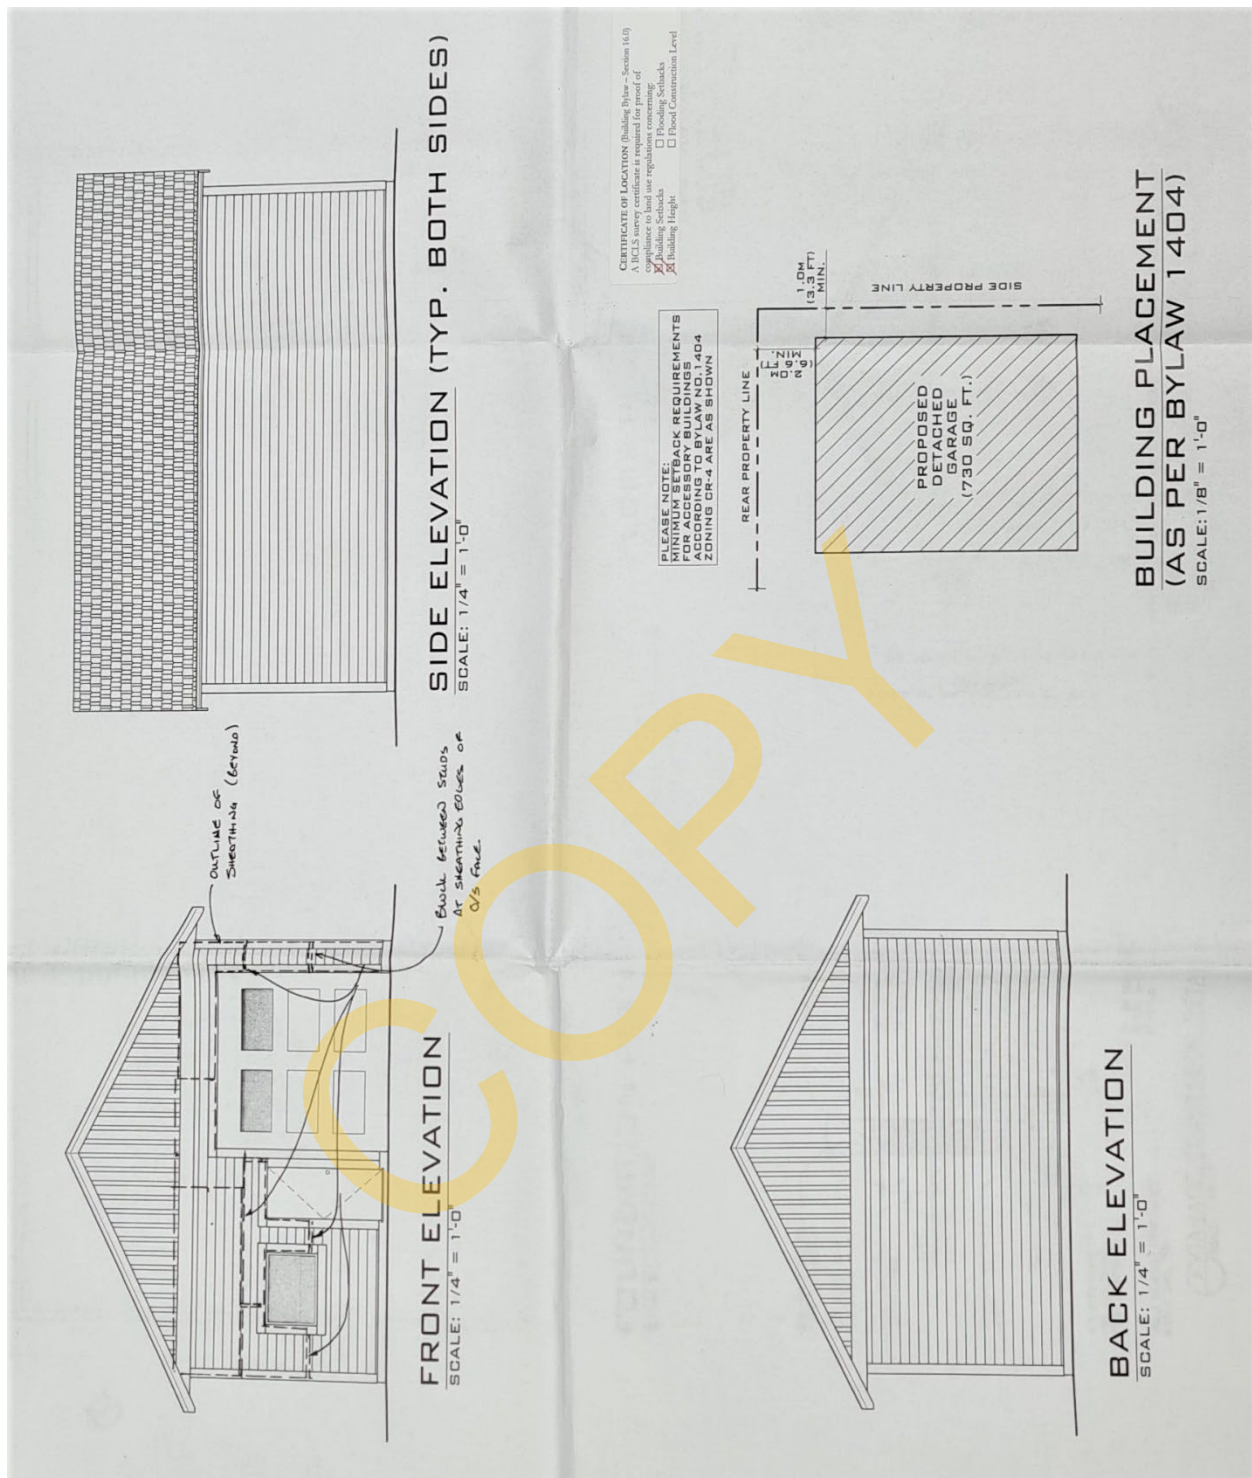 OUTLINE OF
SHEATHING (BEYOND)
BLOCK BETWEEN STUDS
AT SHEATHING EDGES OF
O/S FACE.
FRONT ELEVATION
SCALE: 1/4" = 1'-0"
SIDE ELEVATION (TYP. BOTH SIDES)
SCALE: 1/4" = 1'-0"
CERTIFICATE OF LOCATION (Building Bylaw – Section 16.0)
A BCLS survey certificate is required for proof of
compliance to land use regulations concerning:
☒ Building Setbacks ☐ Flooding Setbacks
☒ Building Height ☐ Flood Construction Level
BACK ELEVATION
SCALE: 1/4" = 1'-0"
PLEASE NOTE:
MINIMUM SETBACK REQUIREMENTS
FOR ACCESSORY BUILDINGS
ACCORDING TO BYLAW NO.1404
ZONING CR-4 ARE AS SHOWN
REAR PROPERTY LINE
2.0M
(6.6 FT)
MIN.
1.0M
(3.3 FT)
MIN.
SIDE PROPERTY LINE
PROPOSED
DETACHED
GARAGE
(730 SQ. FT.)
BUILDING PLACEMENT
(AS PER BYLAW 1404)
SCALE: 1/8" = 1'-0"
COPY